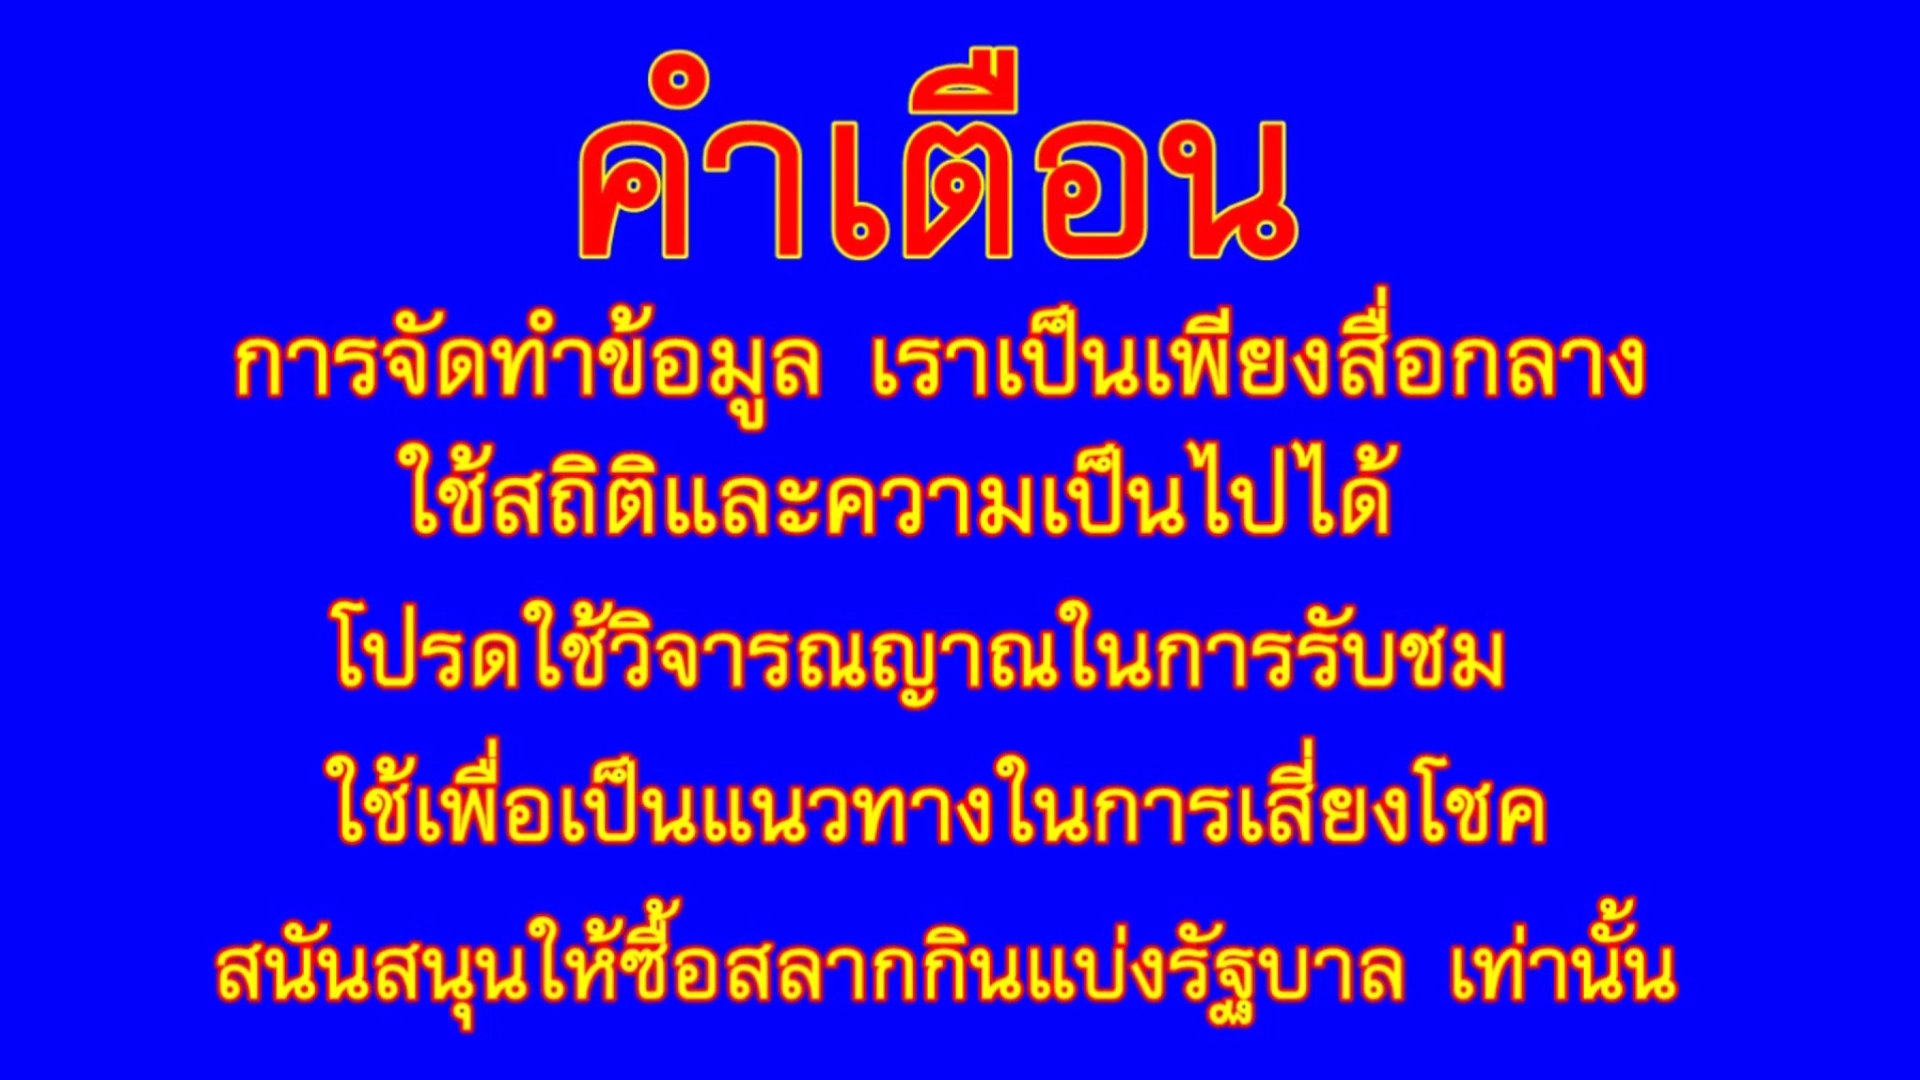 คำเตือน
การจัดทำข้อมูล เราเป็นเพียงสื่อกลาง
ใช้สถิติและความเป็นไปได้
โปรดใช้วิจารณญาณในการรับชม
ใช้เพื่อเป็นแนวทางในการเสี่ยงโชค
สนันสนุนให้ซื้อสลากกินแบ่งรัฐบาล เท่านั้น